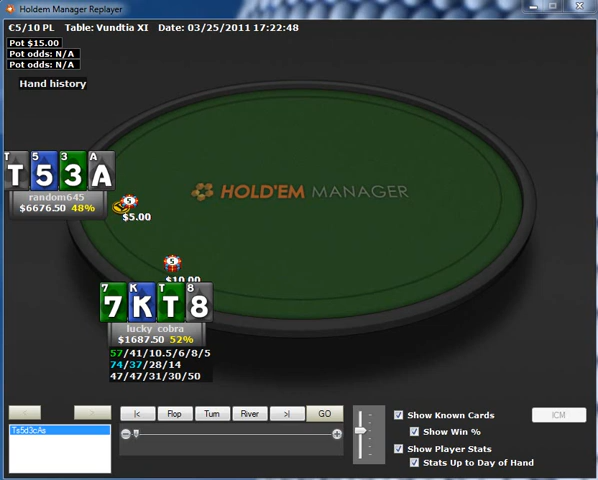 Holdem Manager Replayer
€5/10 PL Table: Vundtia XI Date: 03/25/2011 17:22:48
Pot $15.00
Pot odds: N/A
Pot odds: N/A
Hand history
T 5 3 A
T 5 3 A
random645
$6676.50 48%
5
$5.00
HOLD'EM MANAGER
5
$10.00
7 K T 8
7 K T 8
lucky cobra
$1687.50 52%
57/41/10.5/6/8/5
74/37/28/14
47/47/31/30/50
|< Flop Turn River >| GO
Ts5d3cAs
Show Known Cards
Show Win %
Show Player Stats
Stats Up to Day of Hand
ICM